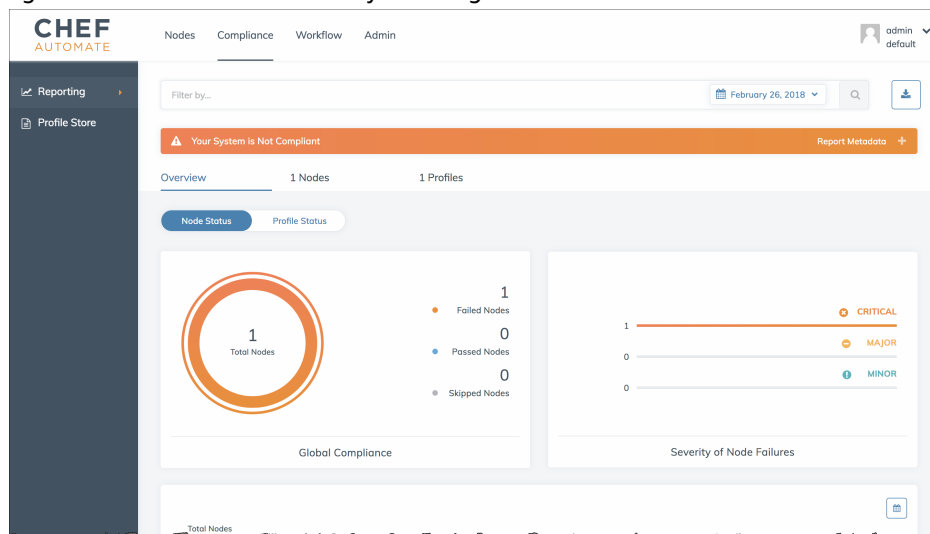 CHEF
AUTOMATE
Nodes Compliance Workflow Admin
admin
default
Reporting
Profile Store
Filter by...
February 26, 2018
Your System is Not Compliant
Report Metadata +
Overview 1 Nodes 1 Profiles
Node Status Profile Status
1
Total Nodes
1
Failed Nodes
0
Passed Nodes
0
Skipped Nodes
Global Compliance
CRITICAL
1
MAJOR
0
MINOR
0
Severity of Node Failures
Total Nodes